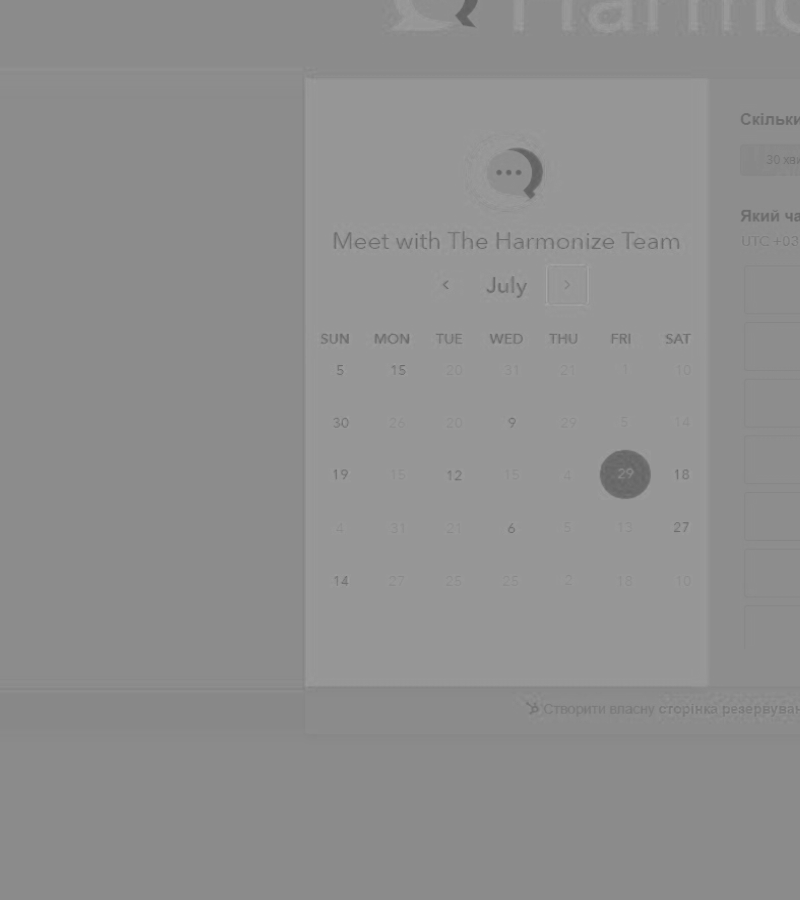 Harmo
Meet with The Harmonize Team
July
SUN MON TUE WED THU FRI SAT
5 15 20 31 21 1 10
30 26 20 9 29 5 14
19 15 12 15 4 29 18
4 31 21 6 5 13 27
14 27 25 25 2 18 10
Скільки
30 хви
Який ча
UTC +03
Створити власну сторінка резервуван